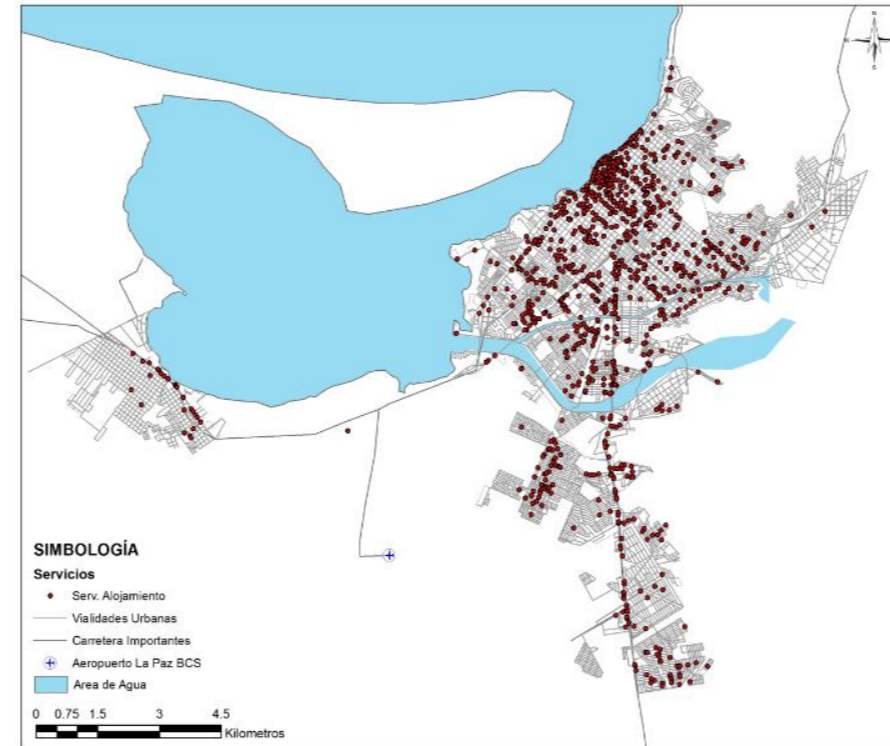 N
S
SIMBOLOGÍA
Servicios
Serv. Alojamiento
Vialidades Urbanas
Carretera Importantes
Aeropuerto La Paz BCS
Area de Agua
0 0.75 1.5 3 4.5
Kilometros